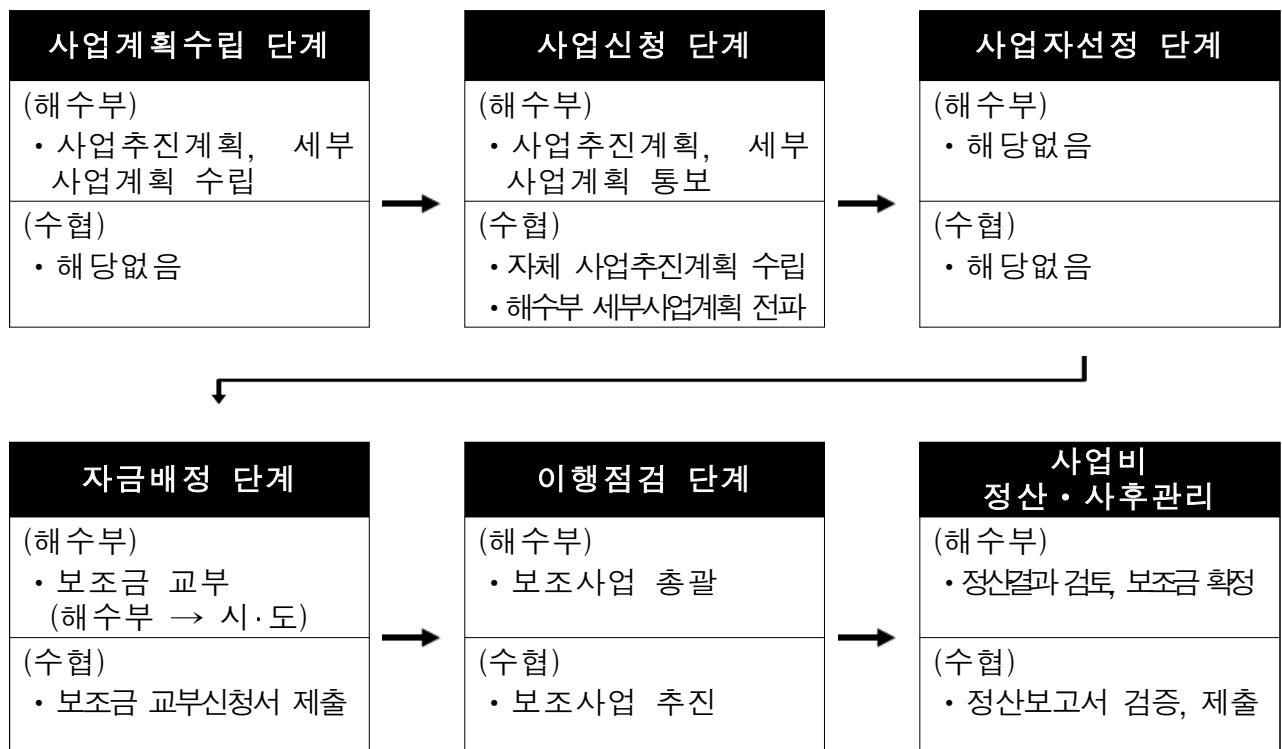 사업계획수립 단계
(해수부)
・사업추진계획, 세부
사업계획 수립
(수협)
・해당없음
사업신청 단계
(해수부)
・사업추진계획, 세부
사업계획 통보
(수협)
・자체 사업추진계획 수립
・해수부 세부사업계획 전파
사업자선정 단계
(해수부)
・해당없음
(수협)
・해당없음
자금배정 단계
(해수부)
・보조금 교부
(해수부 → 시·도)
(수협)
・보조금 교부신청서 제출
이행점검 단계
(해수부)
・보조사업 총괄
(수협)
・보조사업 추진
사업비
정산・사후관리
(해수부)
・정산결과 검토, 보조금 확정
(수협)
・정산보고서 검증, 제출